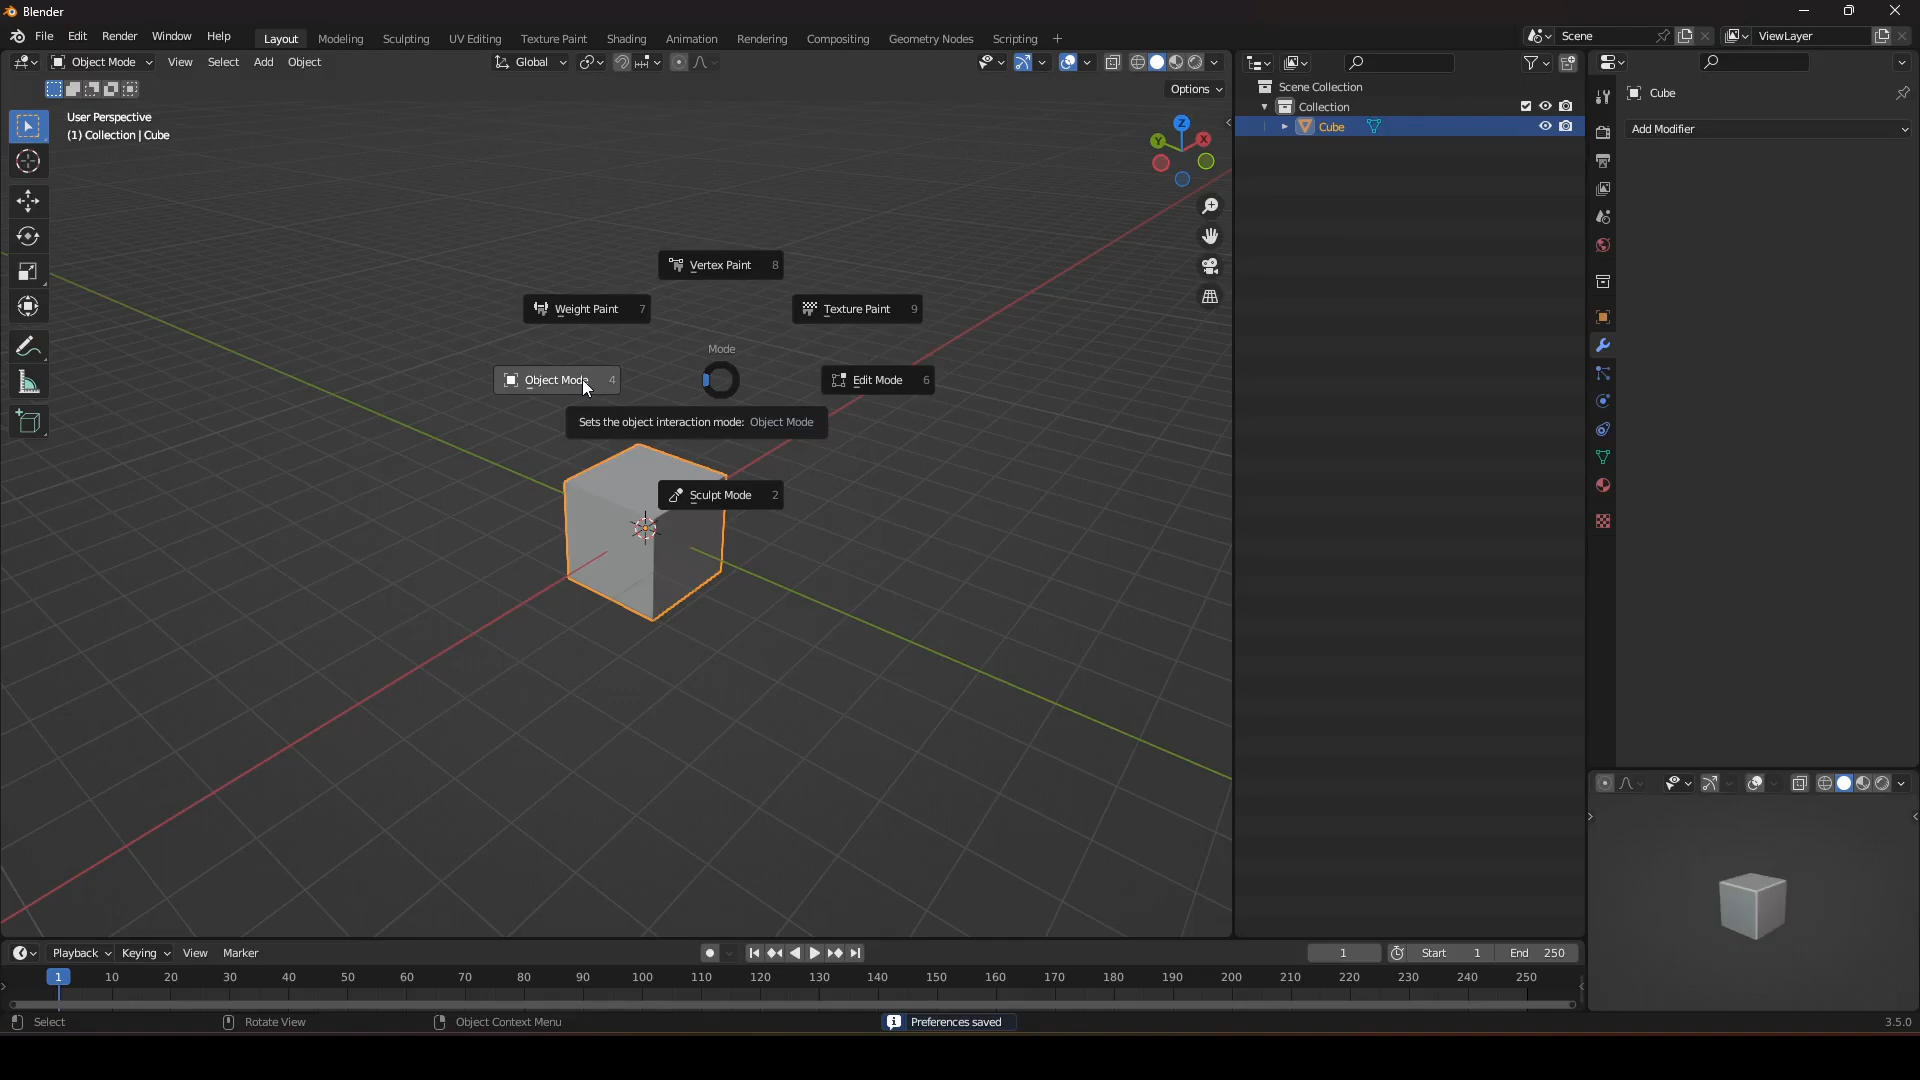 Blender
File Edit Render Window Help Layout Modeling Sculpting UV Editing Texture Paint Shading Animation Rendering Compositing Geometry Nodes Scripting + Scene ViewLayer
Object Mode View Select Add Object Global
Options
User Perspective
(1) Collection | Cube
X
Y
Z
Vertex Paint 8
Weight Paint 7
Texture Paint 9
Mode
Object Mode 4
Edit Mode 6
Sets the object interaction mode: Object Mode
Sculpt Mode 2
Scene Collection
Collection
Cube
Cube
Add Modifier
Playback Keying View Marker 1 Start 1 End 250
1 10 20 30 40 50 60 70 80 90 100 110 120 130 140 150 160 170 180 190 200 210 220 230 240 250
Select Rotate View Object Context Menu Preferences saved 3.5.0